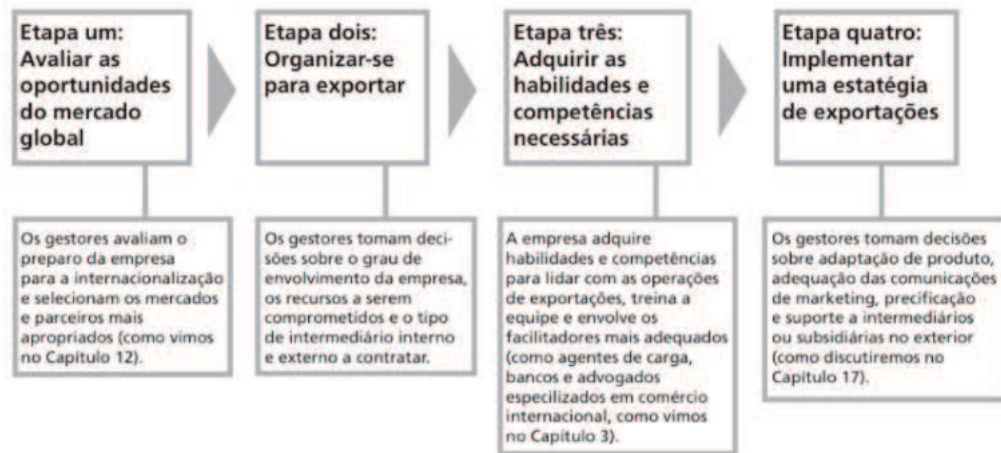 Etapa um:
Avaliar as
oportunidades
do mercado
global
Os gestores avaliam o
preparo da empresa
para a internacionalização
e selecionam os mercados
e parceiros mais
apropriados (como vimos
no Capítulo 12).
Etapa dois:
Organizar-se
para exportar
Os gestores tomam deci-
sões sobre o grau de
envolvimento da empresa,
os recursos a serem
comprometidos e o tipo
de intermediário interno
e externo a contratar.
Etapa três:
Adquirir as
habilidades e
competências
necessárias
A empresa adquire
habilidades e competências
para lidar com as operações
de exportações, treina a
equipe e envolve os
facilitadores mais adequados
(como agentes de carga,
bancos e advogados
especilizados em comércio
internacional, como vimos
no Capítulo 3).
Etapa quatro:
Implementar
uma estatégia
de exportações
Os gestores tomam decisões
sobre adaptação de produto,
adequação das comunicações
de marketing, precificação
e suporte a intermediários
ou subsidiárias no exterior
(como discutiremos no
Capítulo 17).